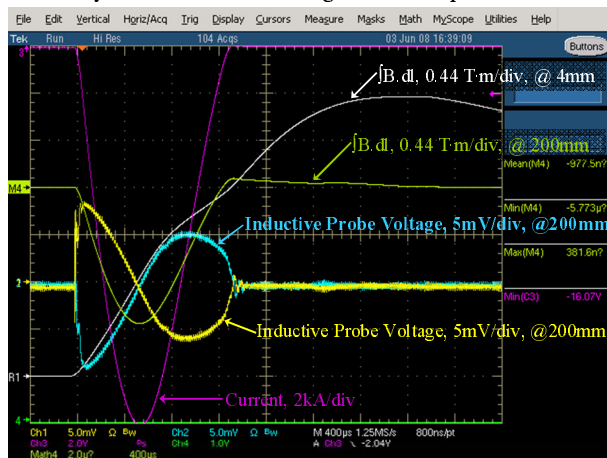 File Edit Vertical Horiz/Acq Trig Display Cursors Measure Masks Math MyScope Utilities Help
Tek Run Hi Res 104 Acqs 03 Jun 08 16:39:09
Buttons
∫B.dl, 0.44 T·m/div, @ 4mm
∫B.dl, 0.44 T·m/div, @ 200mm
Mean(M4) -977.5n?
M4
Min(M4) -5.773µ?
Inductive Probe Voltage, 5mV/div, @200mm
Max(M4) 381.6n?
2
Min(C3) -16.07V
Inductive Probe Voltage, 5mV/div, @200mm
R1
Current, 2kA/div
4
Ch1 5.0mV Ω Bw Ch2 5.0mV Ω Bw M 400µs 1.25MS/s 800ns/pt
Ch3 2.0V Ch4 1.0V A Ch3 -2.04V
Math4 2.0µ? 400µs